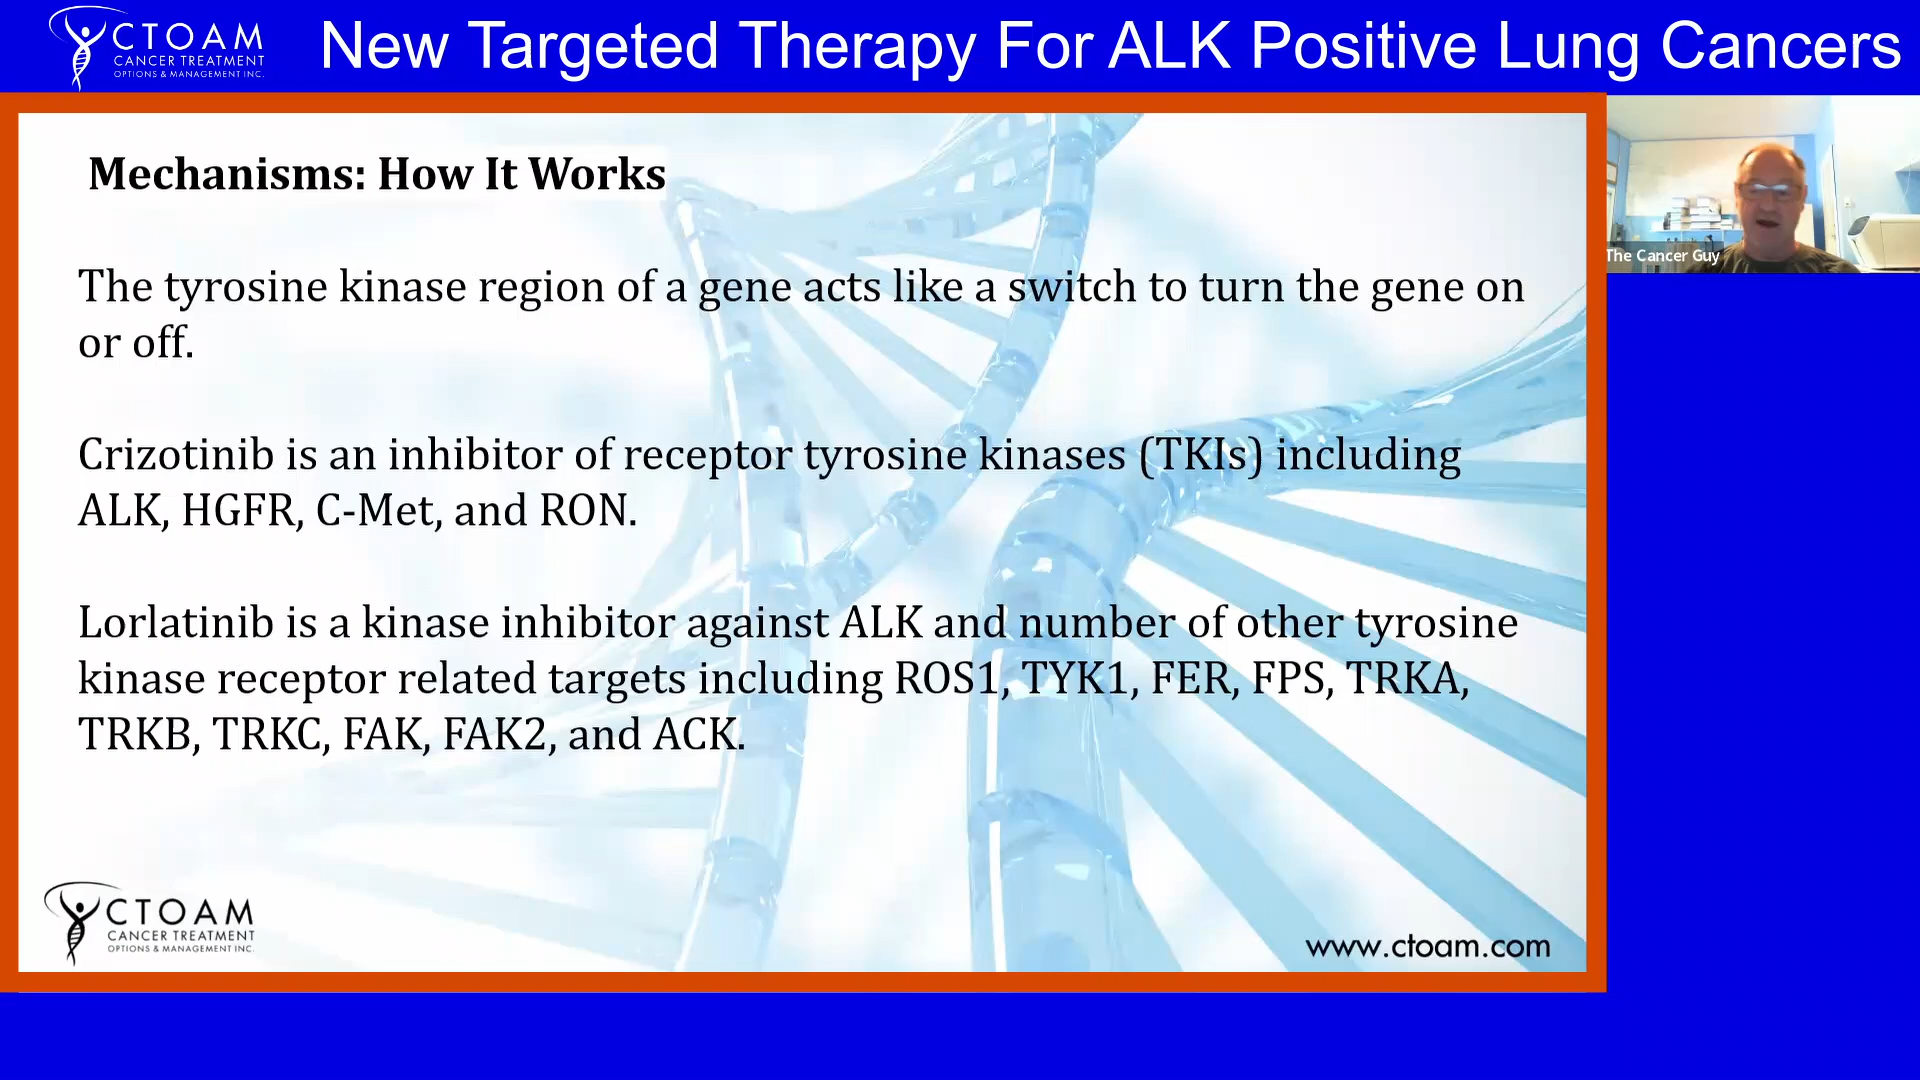 CTOAM
CANCER TREATMENT
OPTIONS & MANAGEMENT INC.
New Targeted Therapy For ALK Positive Lung Cancers
The Cancer Guy
Mechanisms: How It Works
The tyrosine kinase region of a gene acts like a switch to turn the gene on
or off.
Crizotinib is an inhibitor of receptor tyrosine kinases (TKIs) including
ALK, HGFR, C-Met, and RON.
Lorlatinib is a kinase inhibitor against ALK and number of other tyrosine
kinase receptor related targets including ROS1, TYK1, FER, FPS, TRKA,
TRKB, TRKC, FAK, FAK2, and ACK.
CTOAM
CANCER TREATMENT
OPTIONS & MANAGEMENT INC.
www.ctoam.com